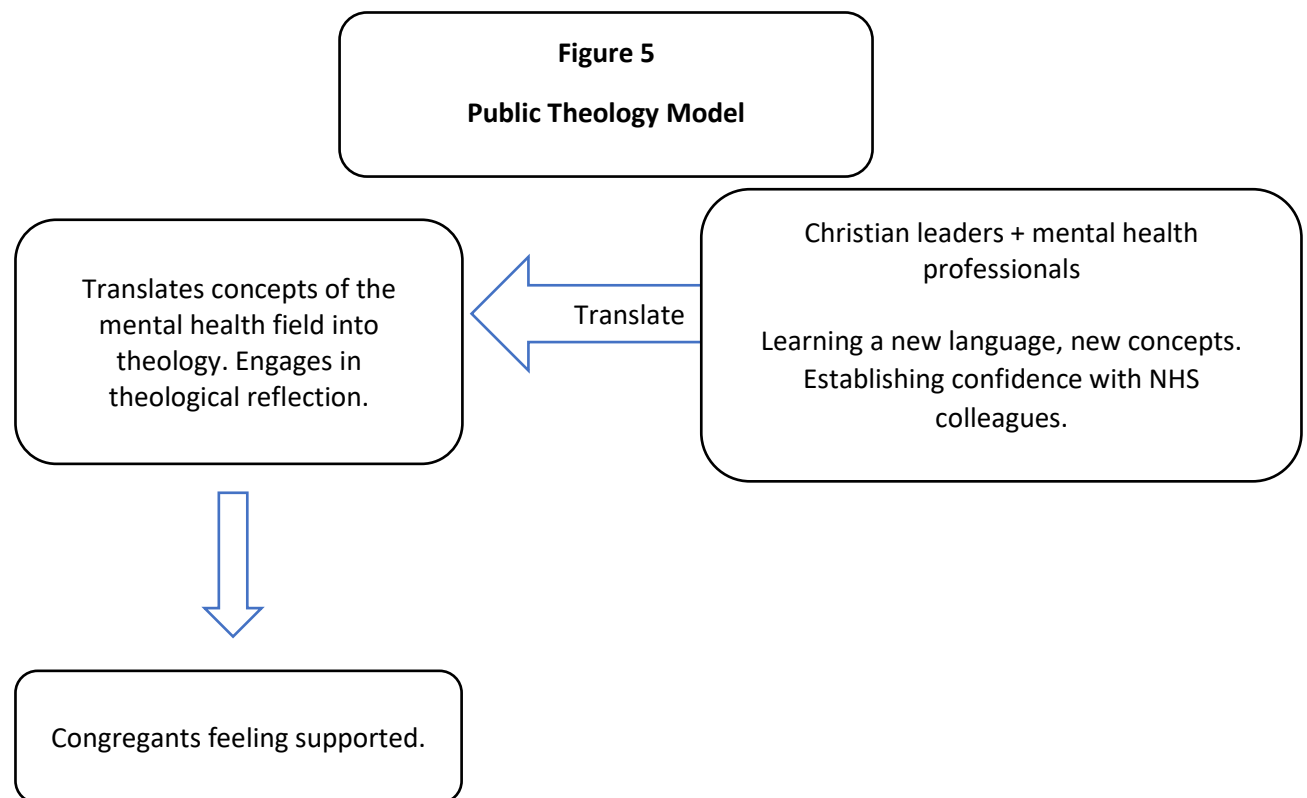 Figure 5
Public Theology Model
Christian leaders + mental health
professionals
Learning a new language, new concepts.
Establishing confidence with NHS
colleagues.
Translate
Translates concepts of the
mental health field into
theology. Engages in
theological reflection.
Congregants feeling supported.